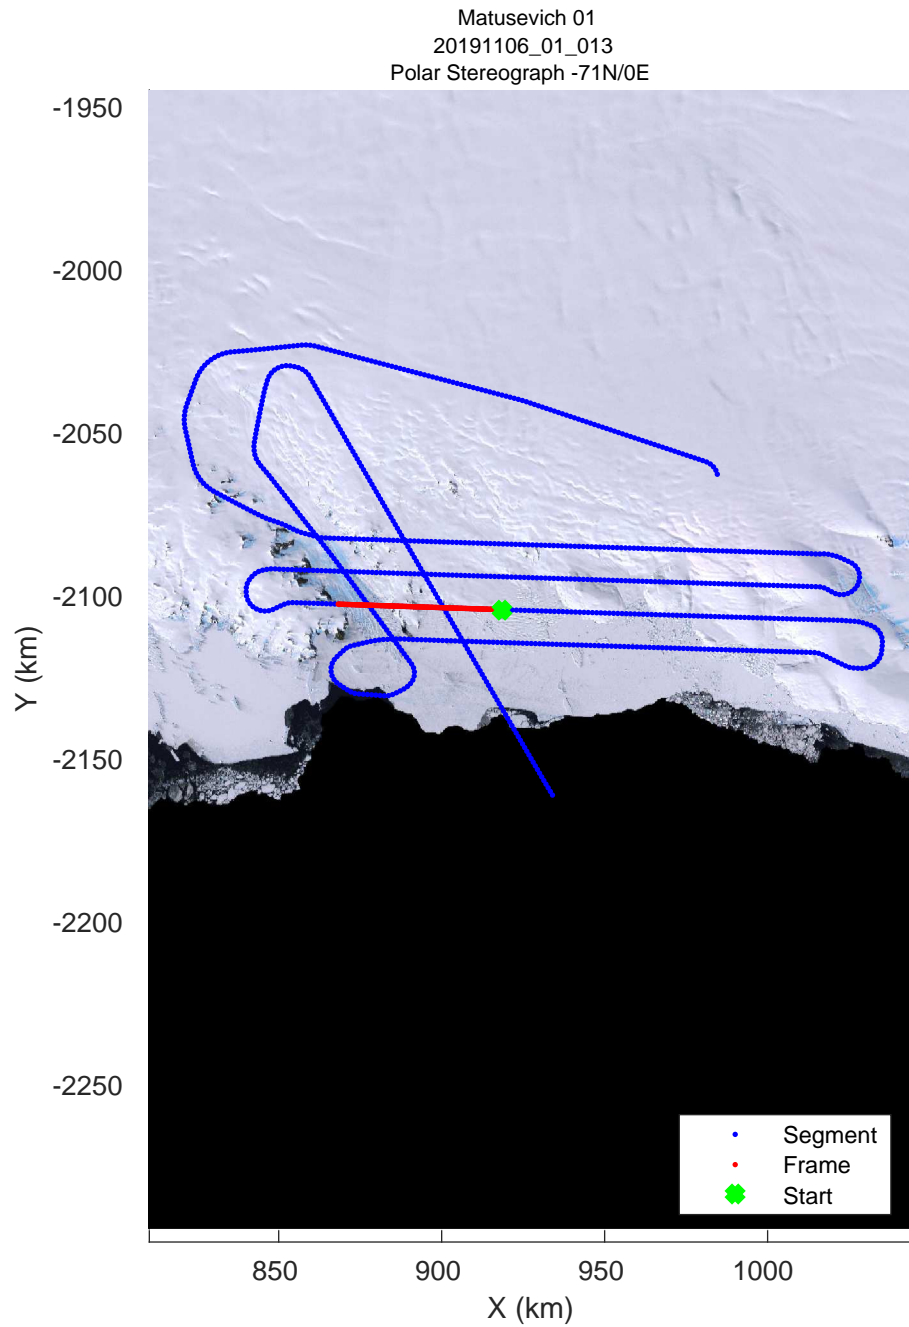 Matusevich 01
20191106_01_013
Polar Stereograph -71N/0E
-1950
-2000
-2050
-2100
-2150
-2200
-2250
Y (km)
850
900
950
1000
X (km)
Segment
Frame
Start